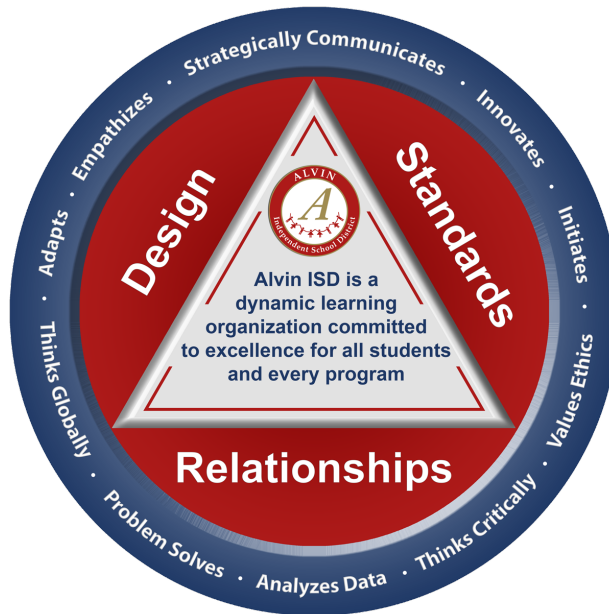 Strategically Communicates · Innovates · Initiates · Values Ethics · Thinks Critically · Analyzes Data · Problem Solves · Thinks Globally · Adapts · Empathizes ·
Design
Standards
Relationships
ALVIN
A
Independent School District
Alvin ISD is a
dynamic learning
organization committed
to excellence for all students
and every program